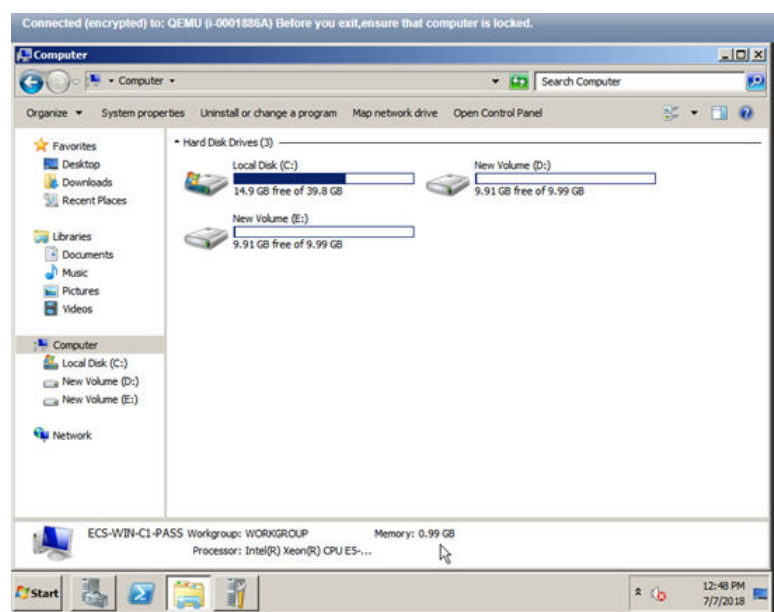 Connected (encrypted) to: QEMU (i-0001886A) Before you exit,ensure that computer is locked.
Computer
Computer
Search Computer
Organize System properties Uninstall or change a program Map network drive Open Control Panel
Favorites
Desktop
Downloads
Recent Places
Libraries
Documents
Music
Pictures
Videos
Computer
Local Disk (C:)
New Volume (D:)
New Volume (E:)
Network
Hard Disk Drives (3)
Local Disk (C:)
14.9 GB free of 39.8 GB
New Volume (D:)
9.91 GB free of 9.99 GB
New Volume (E:)
9.91 GB free of 9.99 GB
ECS-WIN-C1-PASS Workgroup: WORKGROUP Memory: 0.99 GB
Processor: Intel(R) Xeon(R) CPU E5-...
Start
12:48 PM
7/7/2018